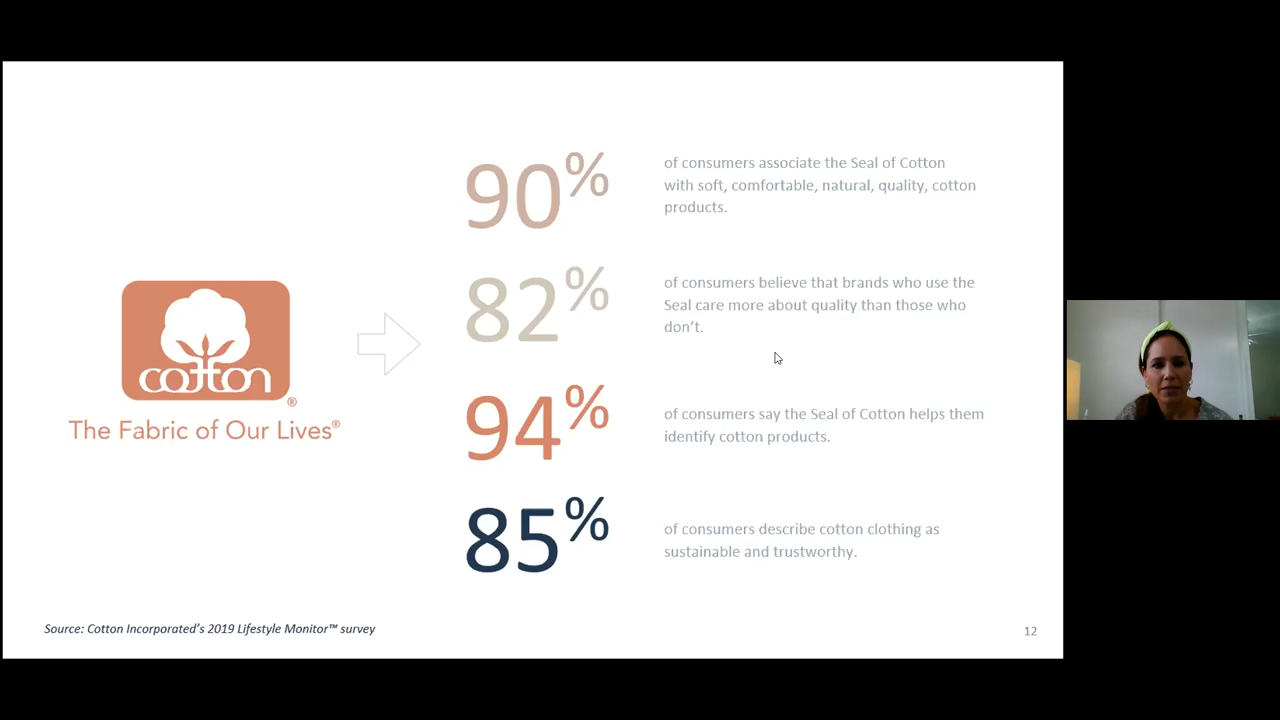 90%
of consumers associate the Seal of Cotton
with soft, comfortable, natural, quality, cotton
products.
82%
of consumers believe that brands who use the
Seal care more about quality than those who
don't.
cotton
®
The Fabric of Our Lives®
94%
of consumers say the Seal of Cotton helps them
identify cotton products.
85%
of consumers describe cotton clothing as
sustainable and trustworthy.
Source: Cotton Incorporated's 2019 Lifestyle Monitor™ survey
12